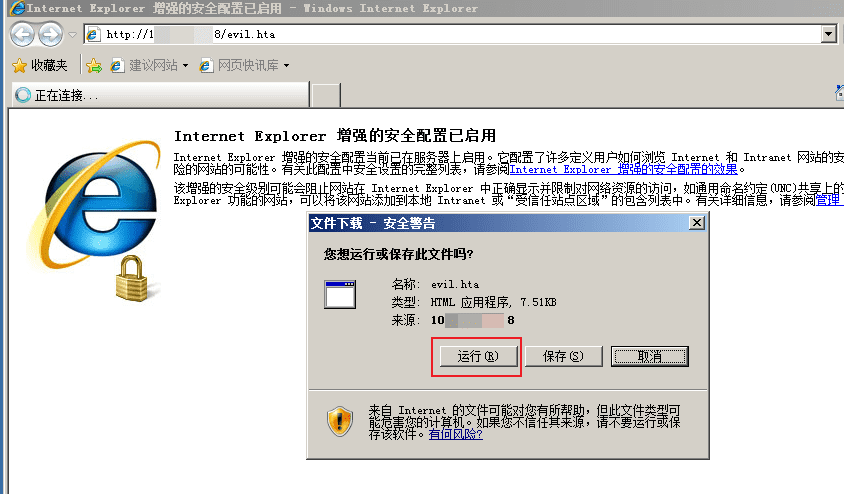 Internet Explorer 增强的安全配置已启用 - Windows Internet Explorer
http://1 8/evil.hta
收藏夹 建议网站 网页快讯库
正在连接...
Internet Explorer 增强的安全配置已启用
Internet Explorer 增强的安全配置当前已在服务器上启用。它配置了许多定义用户如何浏览 Internet 和 Intranet 网站的安
险的网站的可能性。有关此配置中安全设置的完整列表，请参阅Internet Explorer 增强的安全配置的效果。
该增强的安全级别可能会阻止网站在 Internet Explorer 中正确显示并限制对网络资源的访问，如通用命名约定(UNC)共享上的
Explorer 功能的网站，可以将该网站添加到本地 Intranet 或“受信任站点区域”的包含列表中。有关详细信息，请参阅管理
文件下载 - 安全警告
您想运行或保存此文件吗?
名称: evil.hta
类型: HTML 应用程序, 7.51KB
来源: 10 8
运行(R) 保存(S) 取消
来自 Internet 的文件可能对您有所帮助，但此文件类型可
能危害您的计算机。如果您不信任其来源，请不要运行或保
存该软件。有何风险?